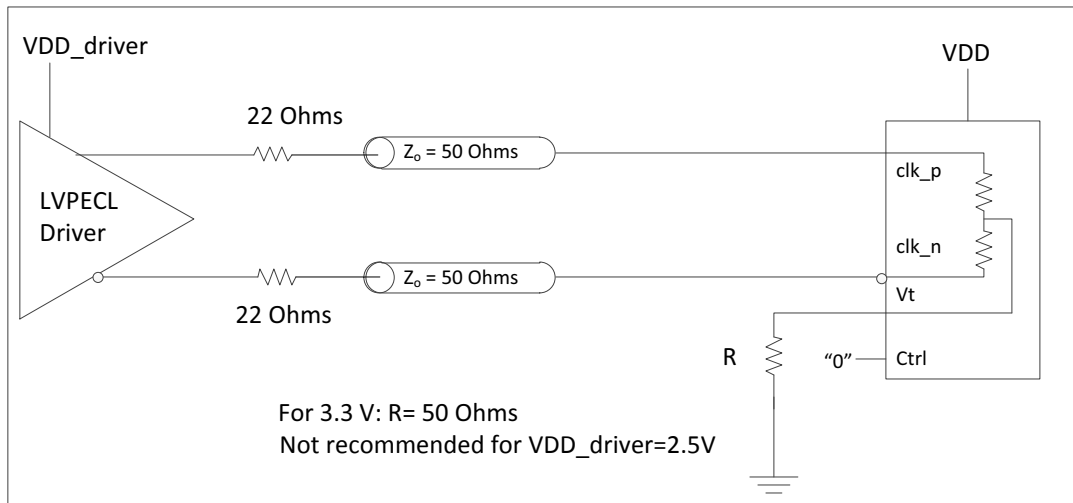 VDD_driver
VDD
22 Ohms
Zₒ = 50 Ohms
clk_p
LVPECL
Driver
clk_n
Zₒ = 50 Ohms
22 Ohms
Vt
R
“0”
Ctrl
For 3.3 V: R= 50 Ohms
Not recommended for VDD_driver=2.5V